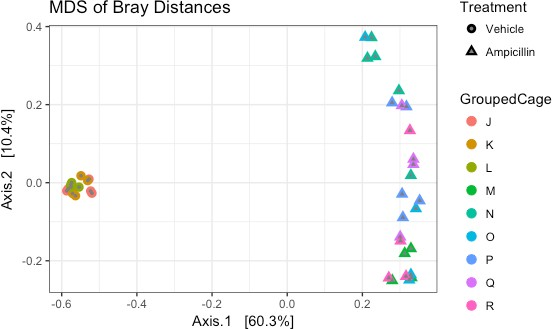 MDS of Bray Distances
0.4
0.2
0.0
-0.2
Axis.2 [10.4%]
-0.6
-0.4
-0.2
0.0
0.2
Axis.1 [60.3%]
Treatment
Vehicle
Ampicillin
GroupedCage
J
K
L
M
N
O
P
Q
R